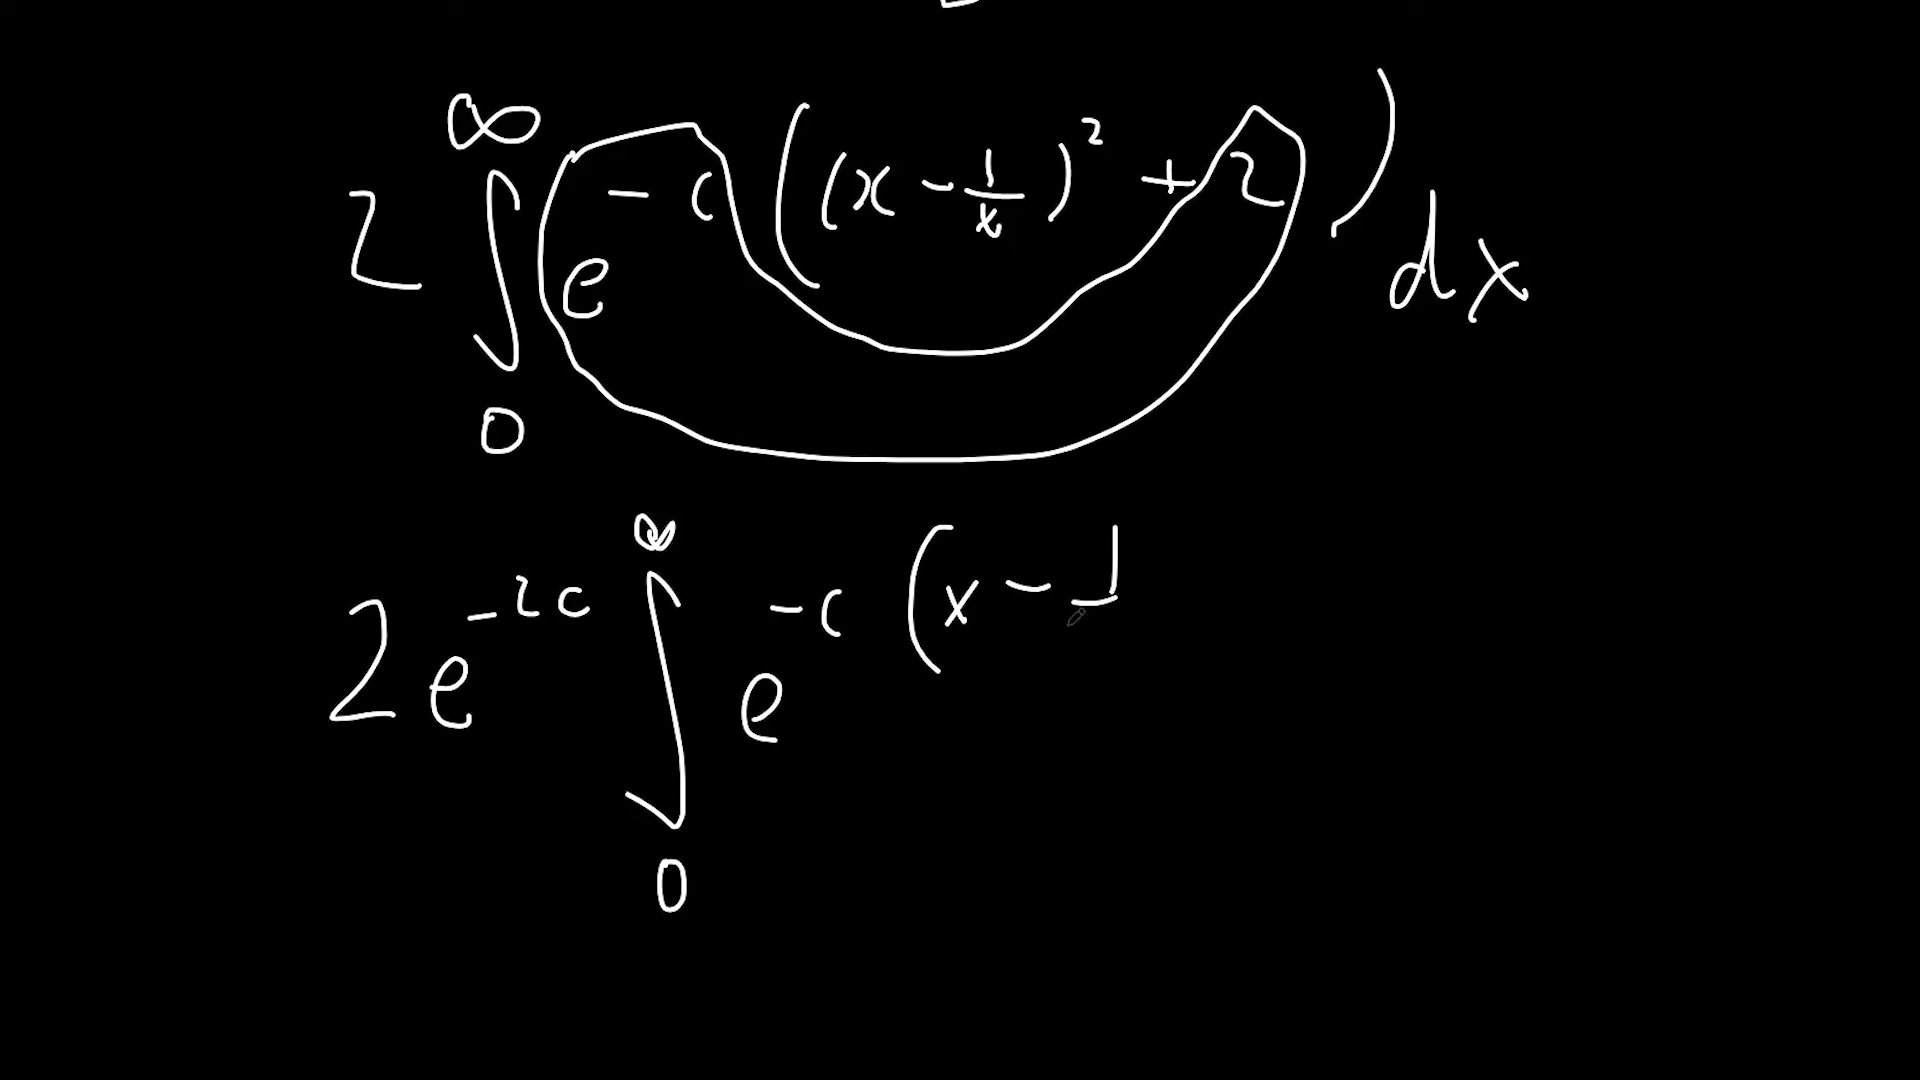 2 ∫₀^∞ e^{-c((x - 1/x)² + 2)} dx
2e^{-2c} ∫₀^∞ e^{-c(x - 1